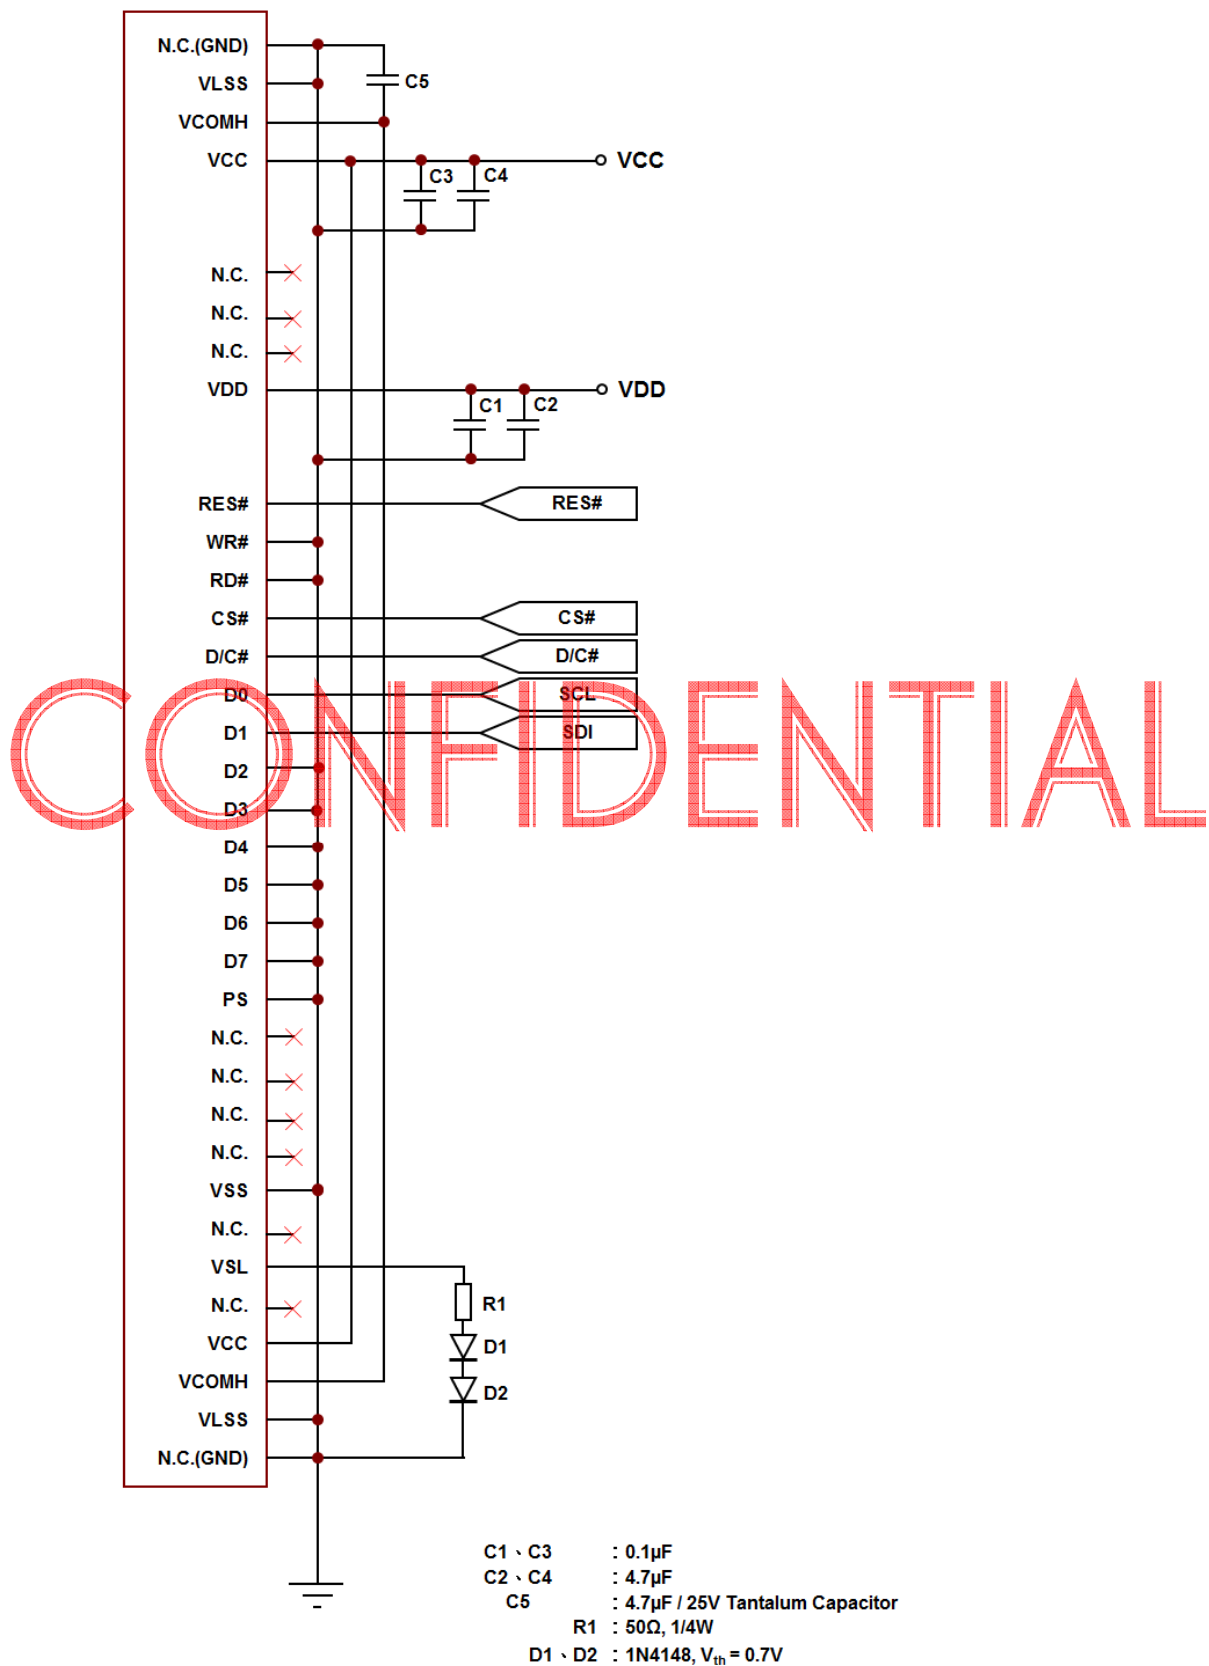 N.C.(GND)
VLSS
C5
VCOMH
VCC
VCC
C3
C4
N.C.
N.C.
N.C.
VDD
VDD
C1
C2
RES#
RES#
WR#
RD#
CS#
CS#
D/C#
D/C#
D0
SCL
D1
SDI
CONFIDENTIAL
D2
D3
D4
D5
D6
D7
PS
N.C.
N.C.
N.C.
N.C.
VSS
N.C.
VSL
N.C.
R1
VCC
D1
VCOMH
D2
VLSS
N.C.(GND)
C1、C3 : 0.1µF
C2、C4 : 4.7µF
C5 : 4.7µF / 25V Tantalum Capacitor
R1 : 50Ω, 1/4W
D1、D2 : 1N4148, Vth = 0.7V